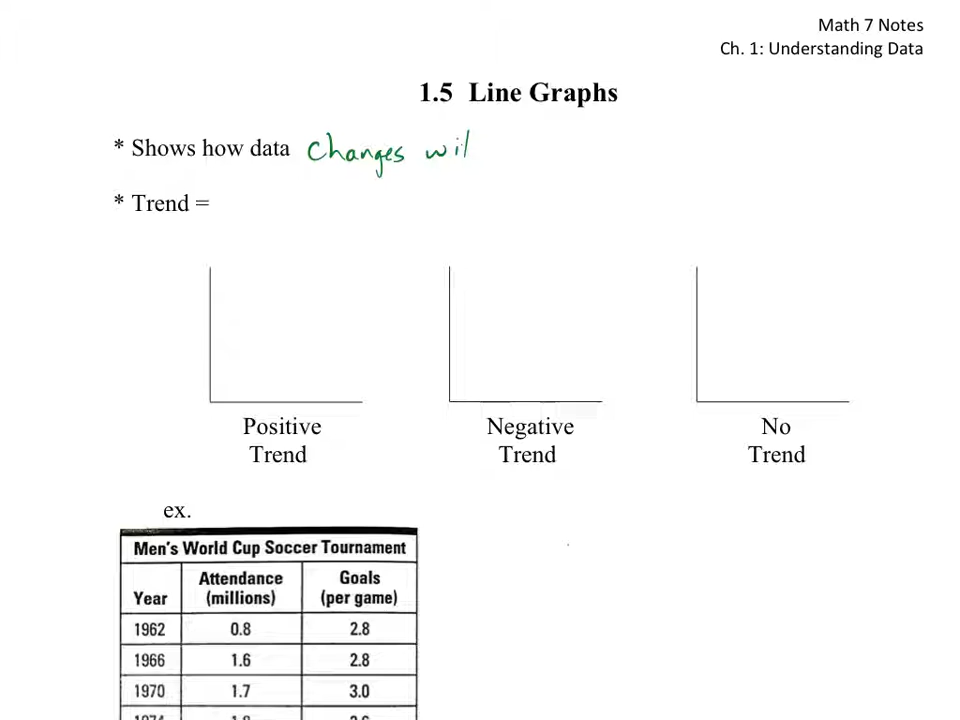 Math 7 Notes
Ch. 1: Understanding Data
1.5 Line Graphs
* Shows how data changes
* Trend =
Positive
Trend
Negative
Trend
No
Trend
ex.
Men's World Cup Soccer Tournament
Year Attendance (millions) Goals (per game)
1962 0.8 2.8
1966 1.6 2.8
1970 1.7 3.0